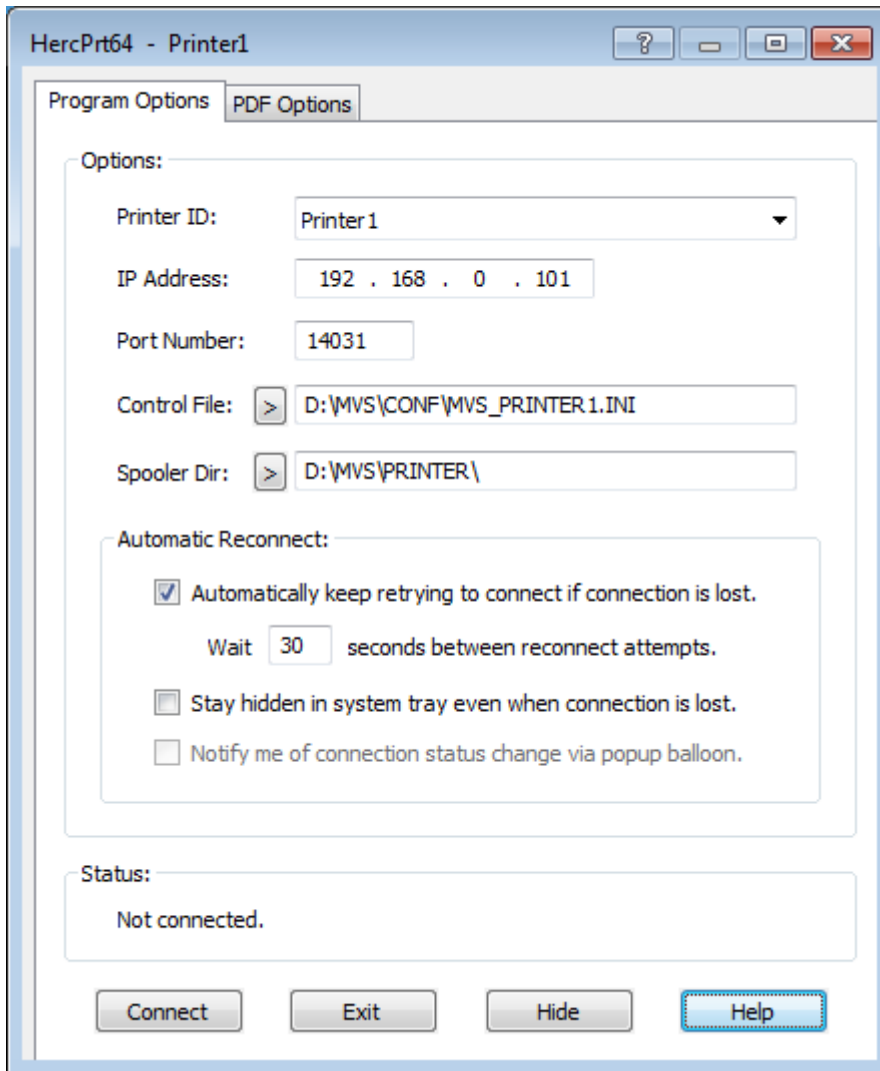 HercPrt64 - Printer1
Program Options PDF Options
Options:
Printer ID: Printer1
IP Address: 192 . 168 . 0 . 101
Port Number: 14031
Control File: > D:\MVS\CONF\MVS_PRINTER1.INI
Spooler Dir: > D:\MVS\PRINTER\
Automatic Reconnect:
Automatically keep retrying to connect if connection is lost.
Wait 30 seconds between reconnect attempts.
Stay hidden in system tray even when connection is lost.
Notify me of connection status change via popup balloon.
Status:
Not connected.
Connect Exit Hide Help